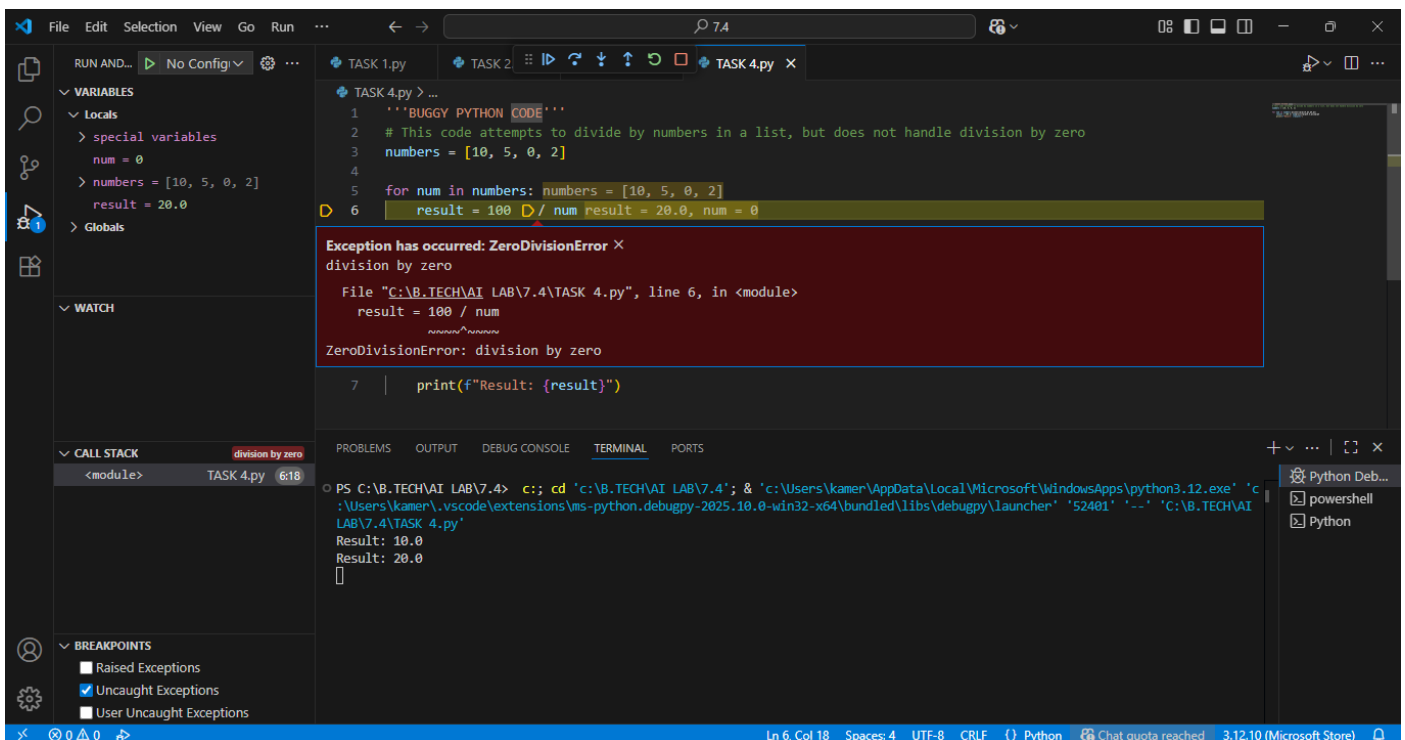 File Edit Selection View Go Run ··· 7.4
RUN AND... No Config ···
VARIABLES
Locals
special variables
num = 0
numbers = [10, 5, 0, 2]
result = 20.0
Globals
WATCH
CALL STACK division by zero
<module> TASK 4.py 6:18
BREAKPOINTS
Raised Exceptions
Uncaught Exceptions
User Uncaught Exceptions
TASK 1.py TASK 2 TASK 4.py ···
TASK 4.py > ...
1 '''BUGGY PYTHON CODE'''
2 # This code attempts to divide by numbers in a list, but does not handle division by zero
3 numbers = [10, 5, 0, 2]
4
5 for num in numbers: numbers = [10, 5, 0, 2]
6 result = 100 / num result = 20.0, num = 0
Exception has occurred: ZeroDivisionError ×
division by zero
File "C:\B.TECH\AI LAB\7.4\TASK 4.py", line 6, in <module>
result = 100 / num
~~~~^~~~~
ZeroDivisionError: division by zero
7 print(f"Result: {result}")
PROBLEMS OUTPUT DEBUG CONSOLE TERMINAL PORTS
PS C:\B.TECH\AI LAB\7.4> c:; cd 'c:\B.TECH\AI LAB\7.4'; & 'c:\Users\kamer\AppData\Local\Microsoft\WindowsApps\python3.12.exe' 'c
:\Users\kamer\.vscode\extensions\ms-python.debugpy-2025.10.0-win32-x64\bundled\libs\debugpy\launcher' '52401' '--' 'C:\B.TECH\AI
LAB\7.4\TASK 4.py'
Result: 10.0
Result: 20.0
Python Deb...
powershell
Python
1
0 0 Ln 6, Col 18 Spaces: 4 UTF-8 CRLF {} Python Chat quota reached 3.12.10 (Microsoft Store)